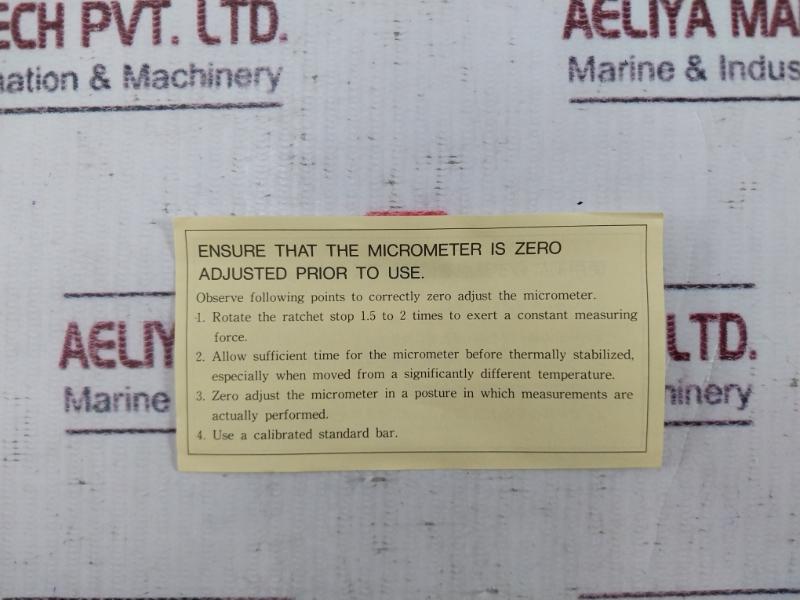 ECH PVT. LTD.
AELIYA MA
nation & Machinery
Marine & Indus
ENSURE THAT THE MICROMETER IS ZERO
ADJUSTED PRIOR TO USE.
Observe following points to correctly zero adjust the micrometer.
1. Rotate the ratchet stop 1.5 to 2 times to exert a constant measuring
force.
2. Allow sufficient time for the micrometer before thermally stabilized,
especially when moved from a significantly different temperature.
3. Zero adjust the micrometer in a posture in which measurements are
actually performed.
4. Use a calibrated standard bar.
AELIY
LTD.
Marine
hinery